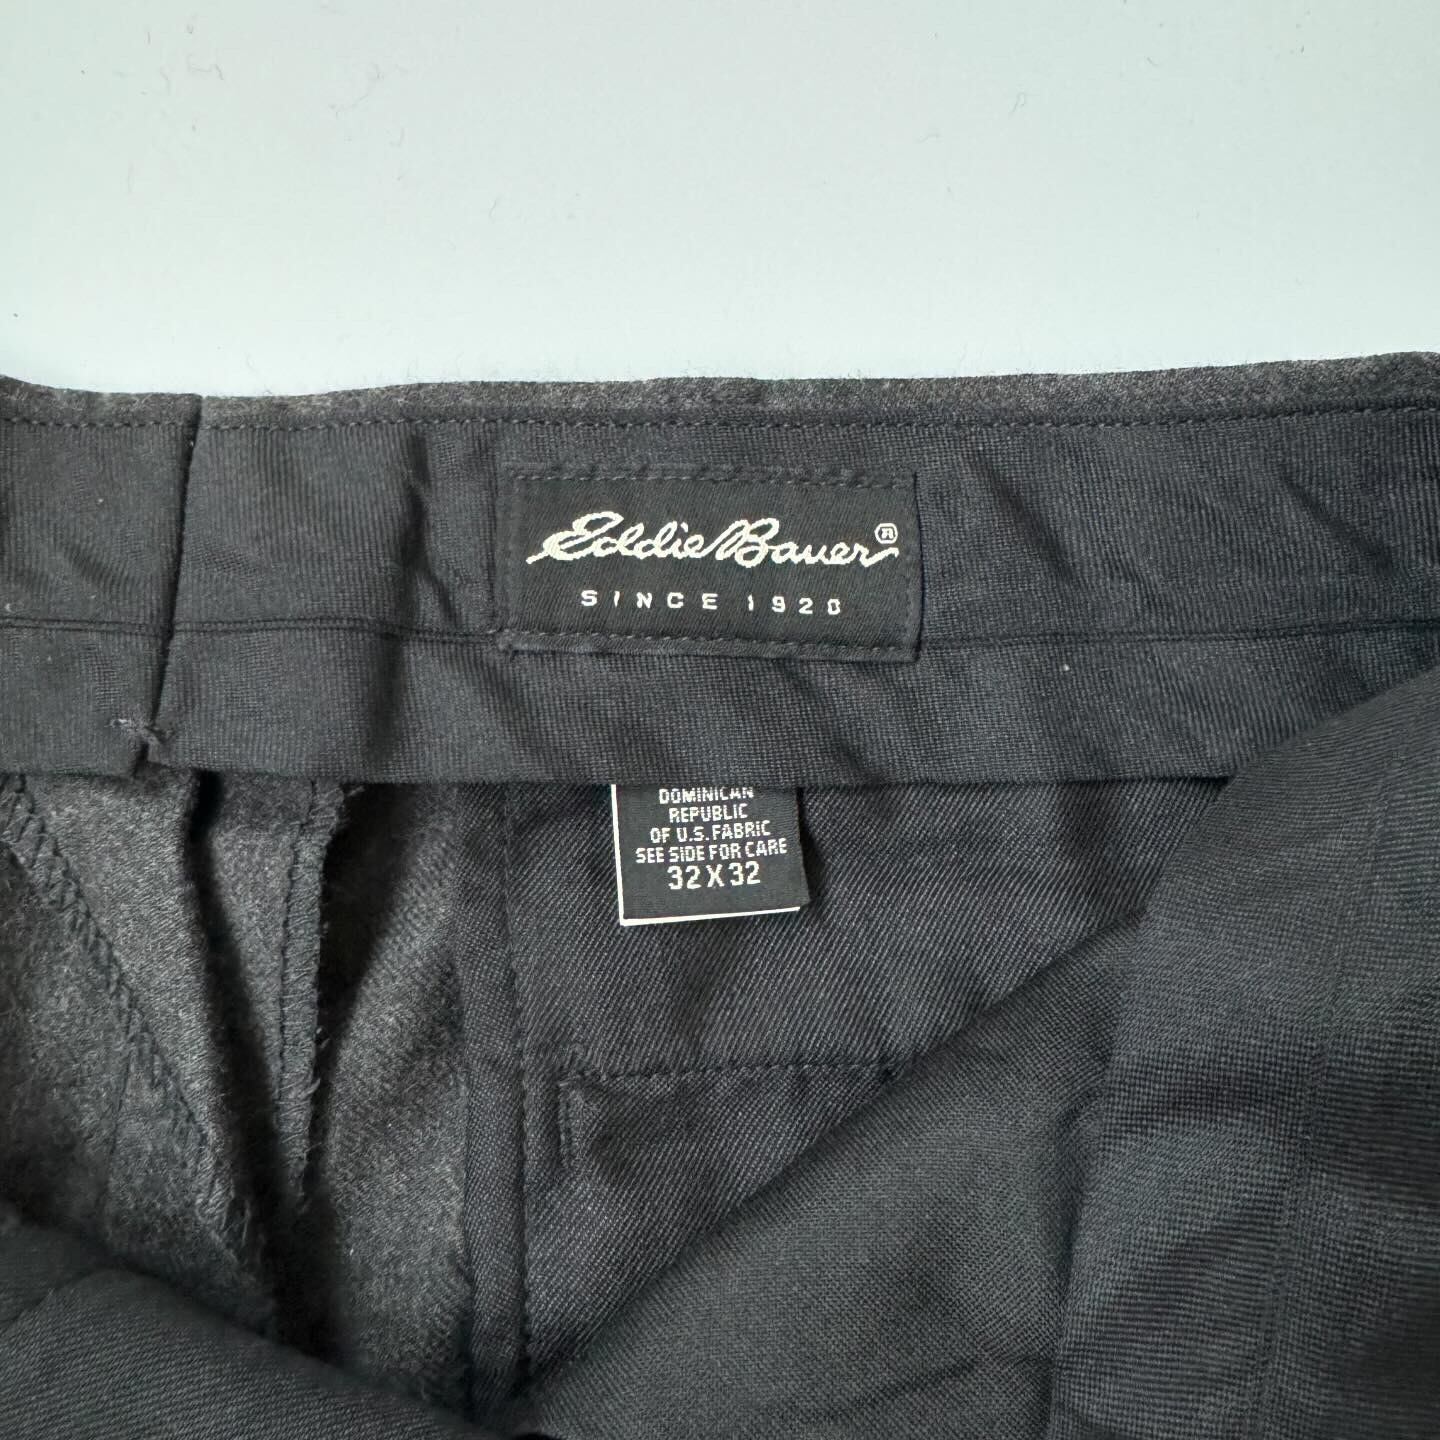 Eddie Bauer®
SINCE 1920
DOMINICAN
REPUBLIC
OF U.S. FABRIC
SEE SIDE FOR CARE
32 X 32